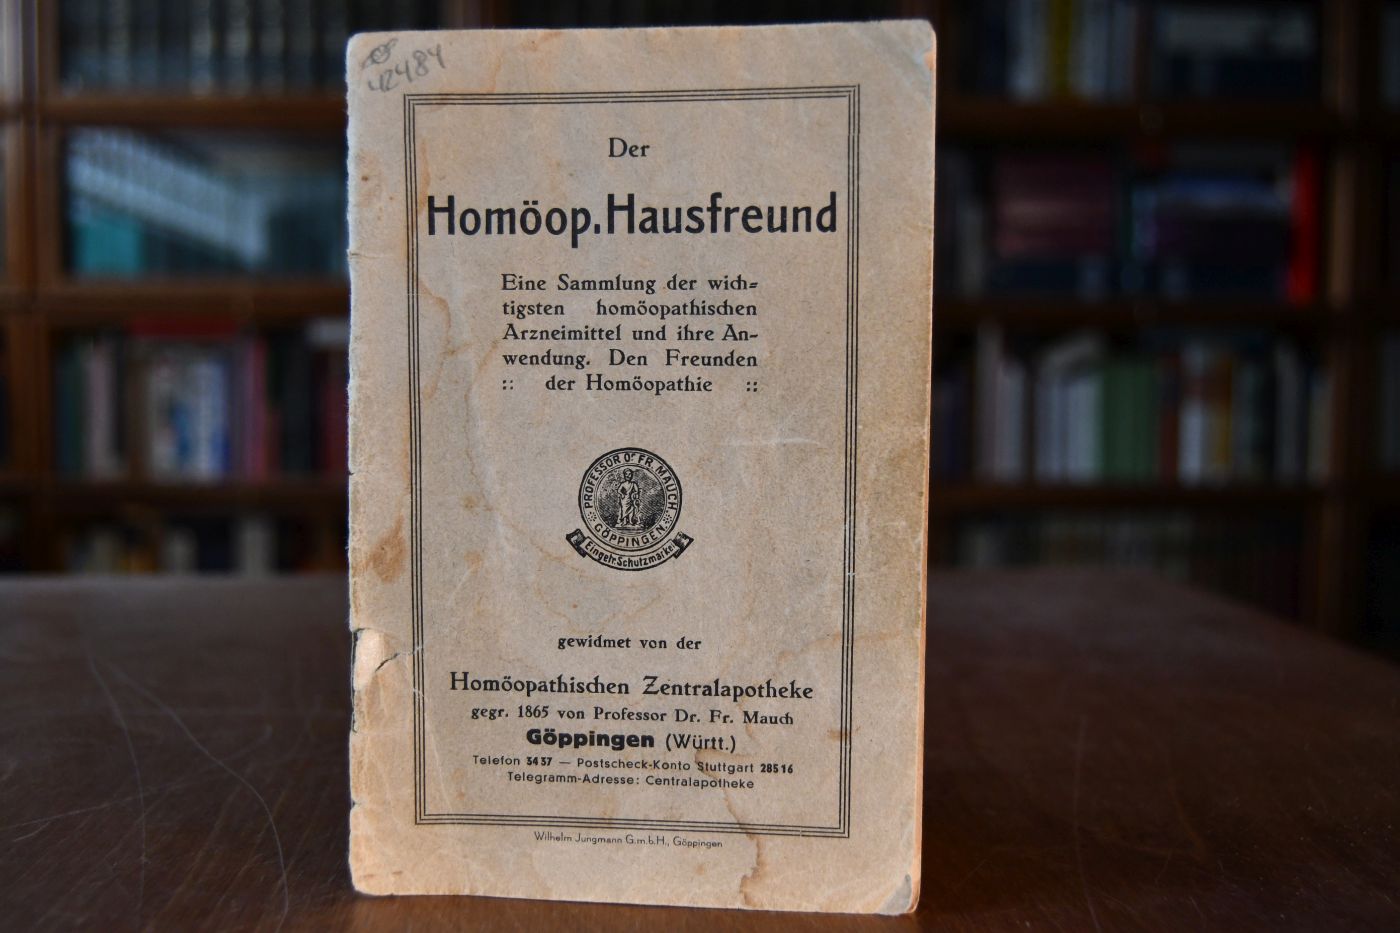 42484
Der
Homöop. Hausfreund
Eine Sammlung der wich-
tigsten homöopathischen
Arzneimittel und ihre An-
wendung. Den Freunden
:: der Homöopathie ::
PROFESSOR Dr. FR. MAUCH
GÖPPINGEN
Eingetr. Schutzmarke.
gewidmet von der
Homöopathischen Zentralapotheke
gegr. 1865 von Professor Dr. Fr. Mauch
Göppingen (Württ.)
Telefon 3437 — Postscheck-Konto Stuttgart 28516
Telegramm-Adresse: Centralapotheke
Wilhelm Jungmann G.m.b.H., Göppingen